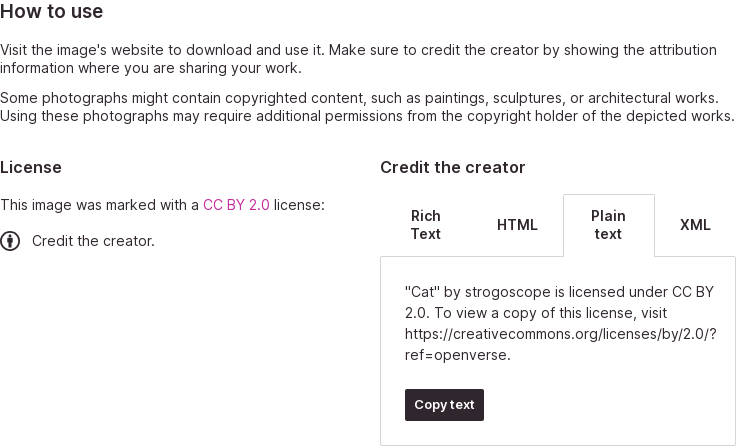 How to use
Visit the image's website to download and use it. Make sure to credit the creator by showing the attribution
information where you are sharing your work.
Some photographs might contain copyrighted content, such as paintings, sculptures, or architectural works.
Using these photographs may require additional permissions from the copyright holder of the depicted works.
License
This image was marked with a CC BY 2.0 license:
Credit the creator.
Credit the creator
Rich
Text
HTML
Plain
text
XML
"Cat" by strogoscope is licensed under CC BY
2.0. To view a copy of this license, visit
https://creativecommons.org/licenses/by/2.0/?
ref=openverse.
Copy text